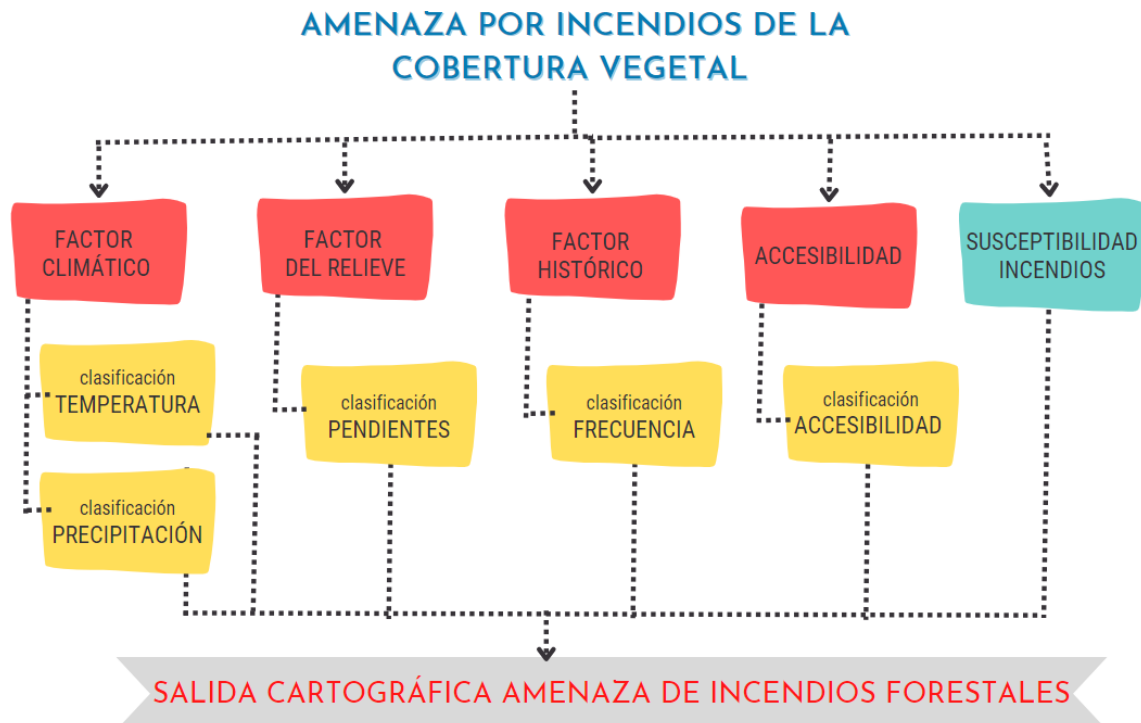 AMENAZA POR INCENDIOS DE LA
COBERTURA VEGETAL
FACTOR
CLIMÁTICO
FACTOR
DEL RELIEVE
FACTOR
HISTÓRICO
ACCESIBILIDAD
SUSCEPTIBILIDAD
INCENDIOS
clasificación
TEMPERATURA
clasificación
PENDIENTES
clasificación
FRECUENCIA
clasificación
ACCESIBILIDAD
clasificación
PRECIPITACIÓN
SALIDA CARTOGRÁFICA AMENAZA DE INCENDIOS FORESTALES